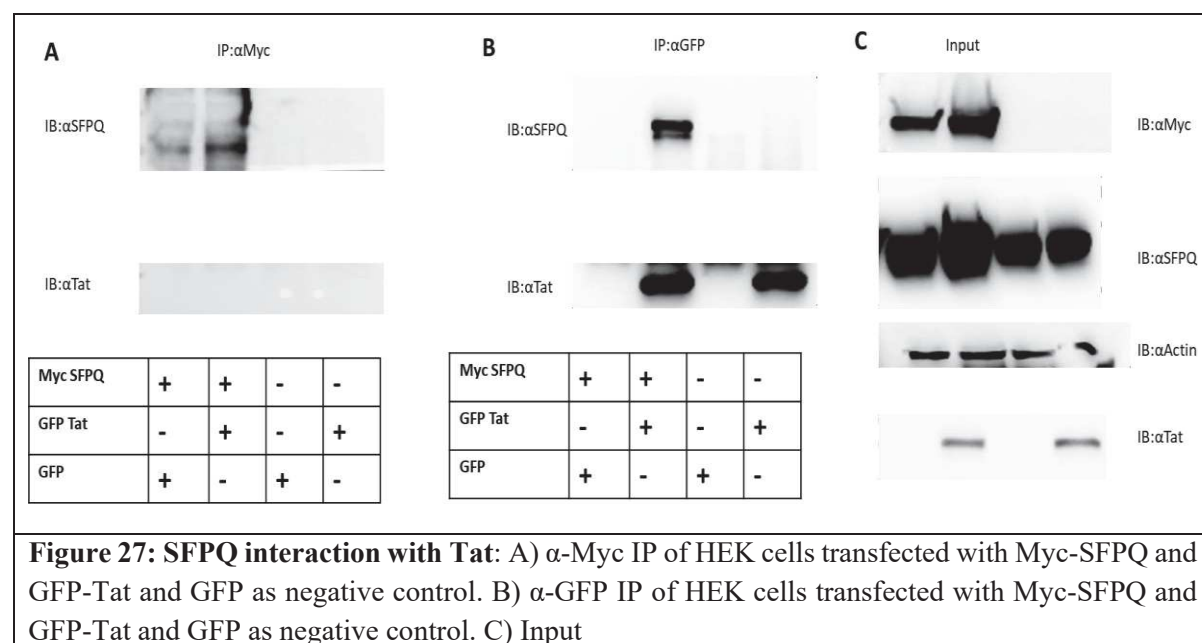 A
IP:αMyc
IB:αSFPQ
IB:αTat
Myc SFPQ + + - -
GFP Tat - + - +
GFP + - + -
B
IP:αGFP
IB:αSFPQ
IB:αTat
Myc SFPQ + + - -
GFP Tat - + - +
GFP + - + -
C
Input
IB:αMyc
IB:αSFPQ
IB:αActin
IB:αTat
Figure 27: SFPQ interaction with Tat: A) α-Myc IP of HEK cells transfected with Myc-SFPQ and
GFP-Tat and GFP as negative control. B) α-GFP IP of HEK cells transfected with Myc-SFPQ and
GFP-Tat and GFP as negative control. C) Input